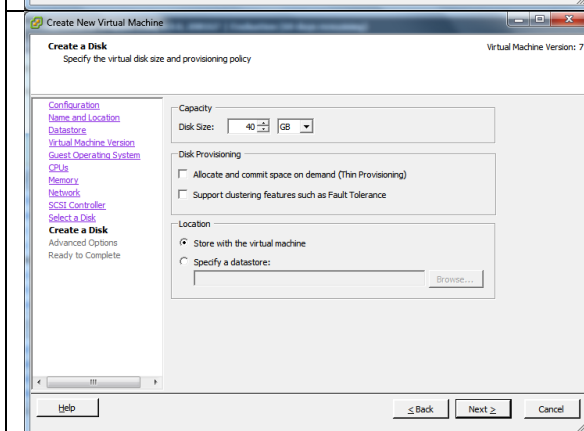 Create New Virtual Machine
Create a Disk
Specify the virtual disk size and provisioning policy
Virtual Machine Version: 7
Configuration
Name and Location
Datastore
Virtual Machine Version
Guest Operating System
CPUs
Memory
Network
SCSI Controller
Select a Disk
Create a Disk
Advanced Options
Ready to Complete
Capacity
Disk Size: 40 GB
Disk Provisioning
Allocate and commit space on demand (Thin Provisioning)
Support clustering features such as Fault Tolerance
Location
Store with the virtual machine
Specify a datastore:
Browse...
Help
< Back Next > Cancel